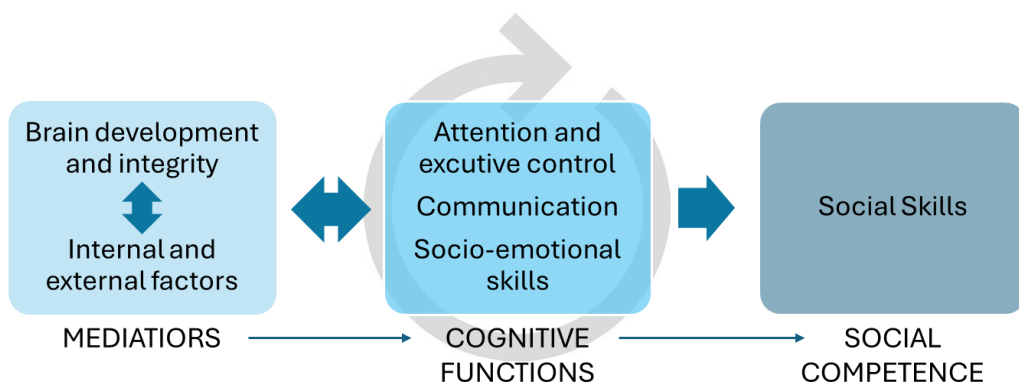 Brain development
and integrity
Internal and
external factors
Attention and
excutive control
Communication
Socio-emotional
skills
Social Skills
MEDIATIORS
COGNITIVE
FUNCTIONS
SOCIAL
COMPETENCE